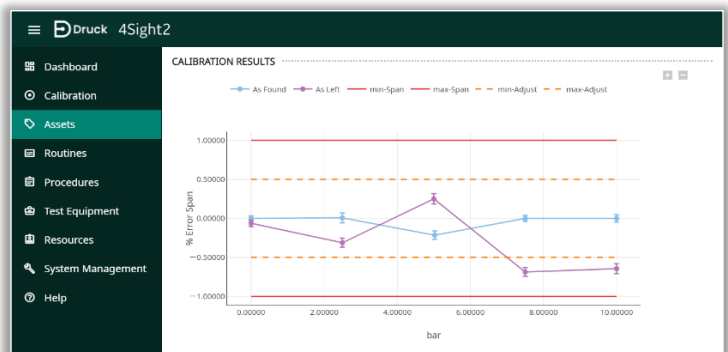 Druck 4Sight2
Dashboard
Calibration
Assets
Routines
Procedures
Test Equipment
Resources
System Management
Help
CALIBRATION RESULTS
As Found As Left min-Span max-Span min-Adjust max-Adjust
1.00000
0.50000
0.00000
−0.50000
−1.00000
% Error Span
0.00000 2.00000 4.00000 6.00000 8.00000 10.00000
bar